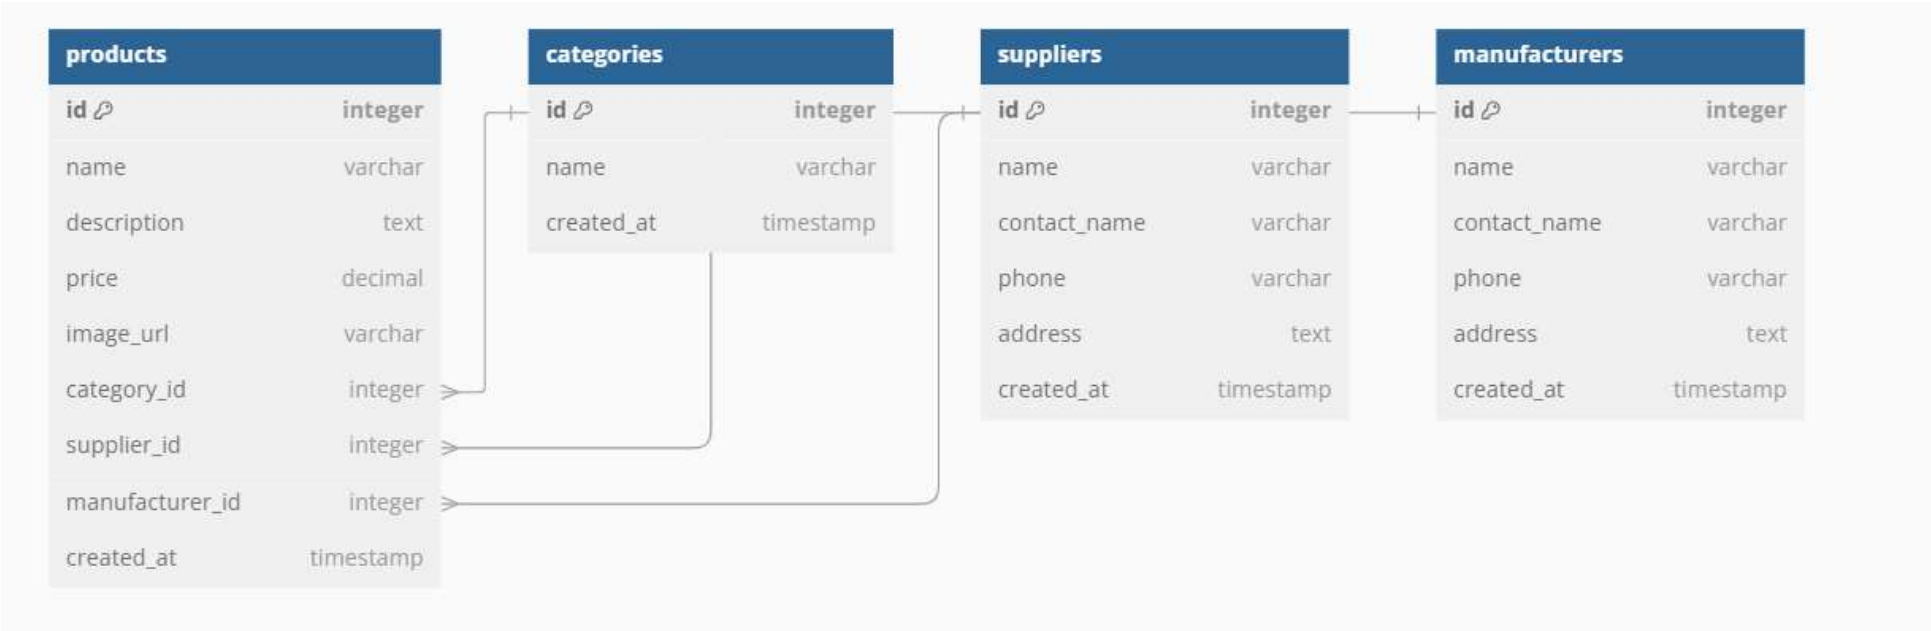 products
id integer
name varchar
description text
price decimal
image_url varchar
category_id integer
supplier_id integer
manufacturer_id integer
created_at timestamp
categories
id integer
name varchar
created_at timestamp
suppliers
id integer
name varchar
contact_name varchar
phone varchar
address text
created_at timestamp
manufacturers
id integer
name varchar
contact_name varchar
phone varchar
address text
created_at timestamp